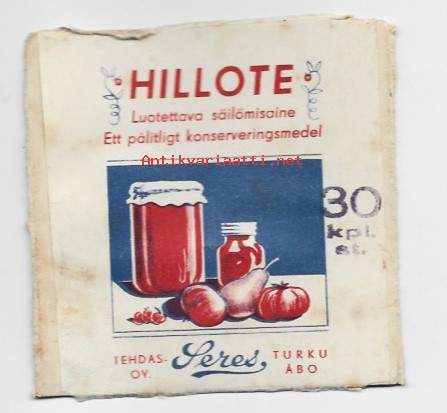 HILLOTE
Luotettava säilömisaine
Ett pålitligt konserveringsmedel
Antikvariaatti.net
30
kpl.
st.
TEHDAS- Seres TURKU
OY. ÅBO